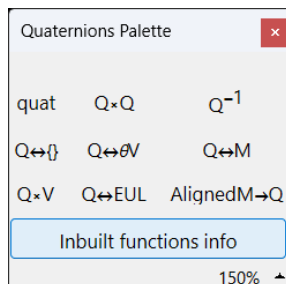 Quaternions Palette ×
quat Q×Q Q⁻¹
Q↔{} Q↔θV Q↔M
Q×V Q↔EUL AlignedM→Q
Inbuilt functions info
150%